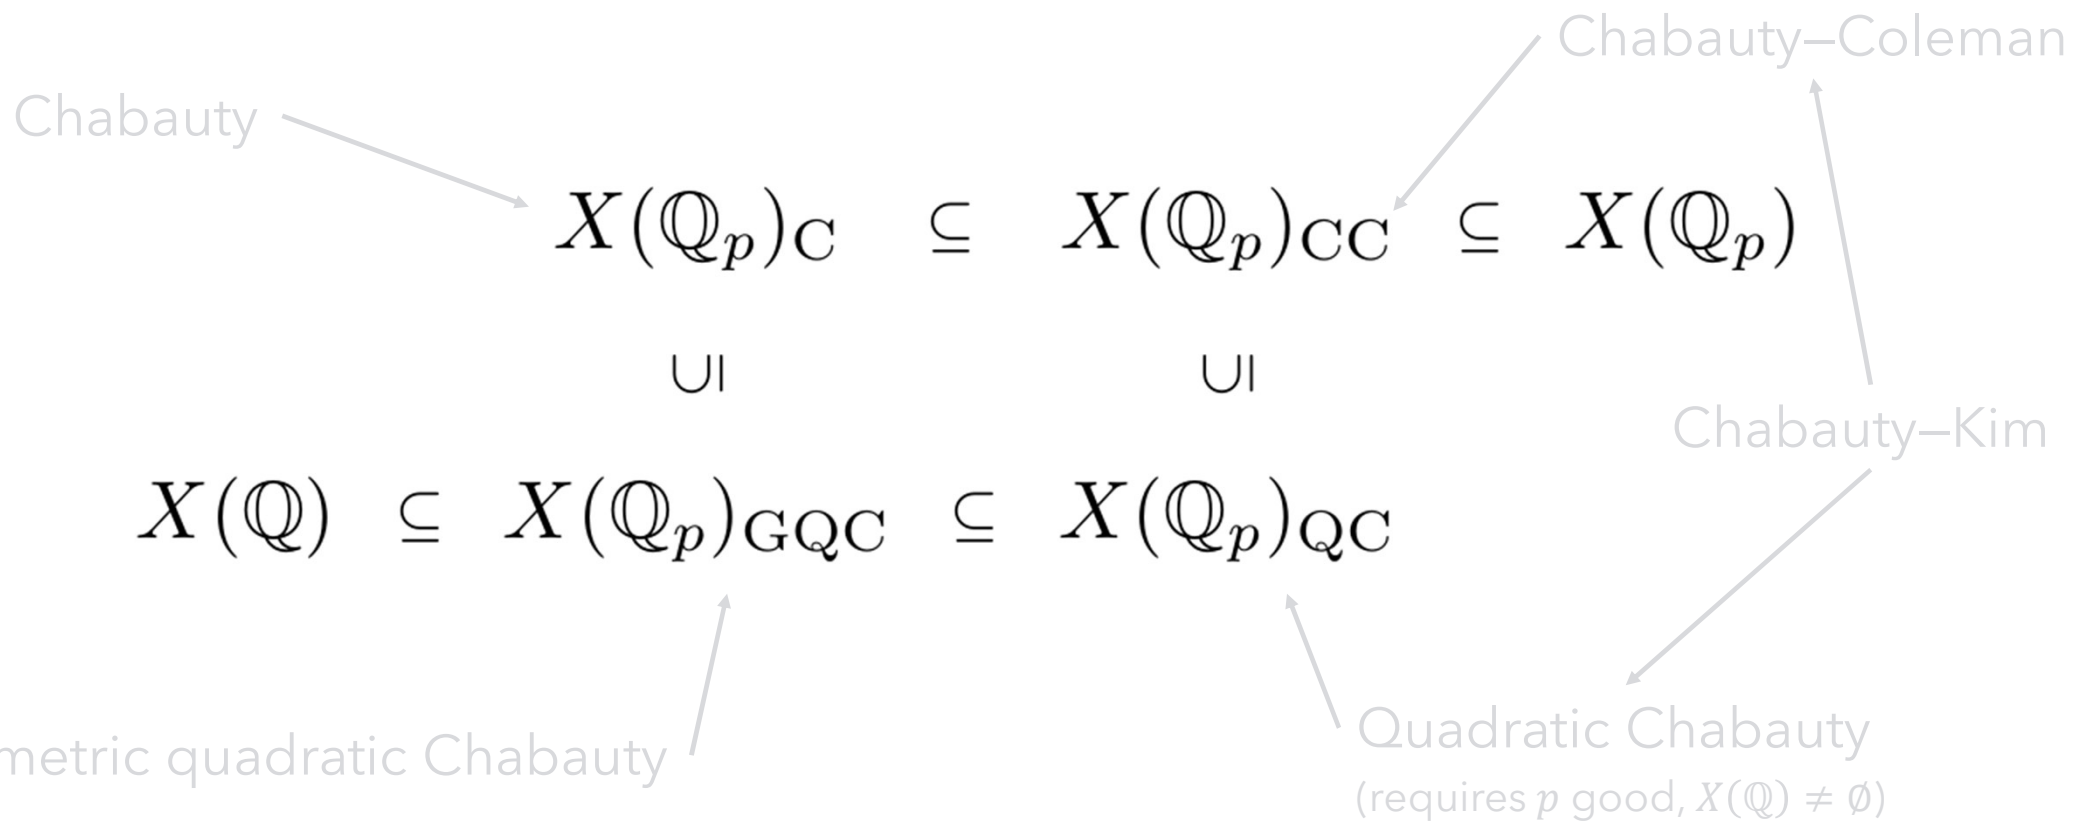 Chabauty–Coleman
Chabauty
X(ℚ_p)_C ⊆ X(ℚ_p)_CC ⊆ X(ℚ_p)
∪I ∪I
Chabauty–Kim
X(ℚ) ⊆ X(ℚ_p)_GQC ⊆ X(ℚ_p)_QC
Quadratic Chabauty
metric quadratic Chabauty
(requires p good, X(ℚ) ≠ ∅)